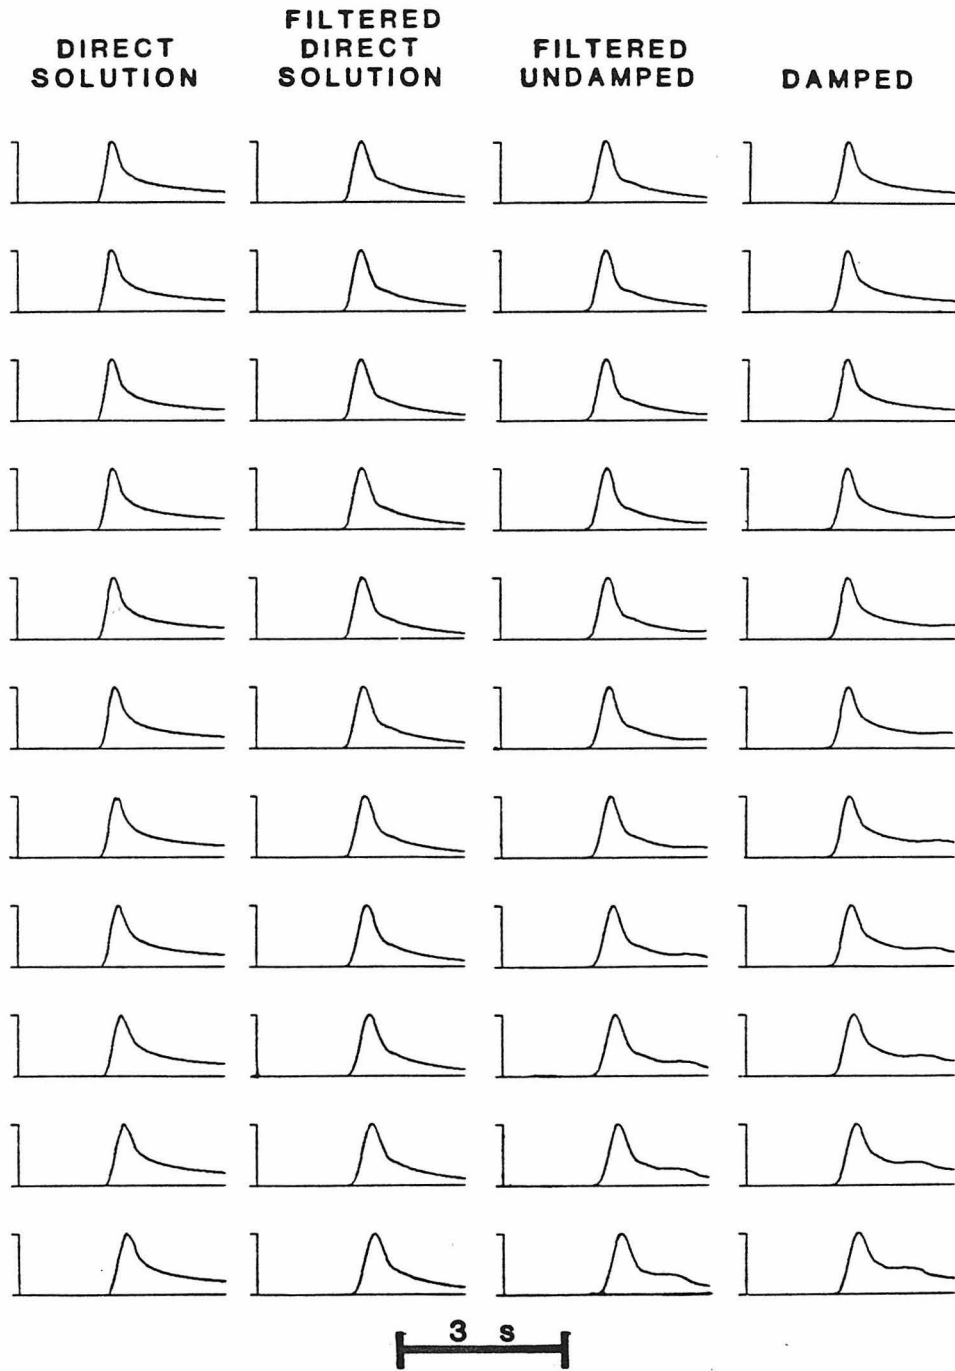 DIRECT
SOLUTION
FILTERED
DIRECT
SOLUTION
FILTERED
UNDAMPED
DAMPED
3 s